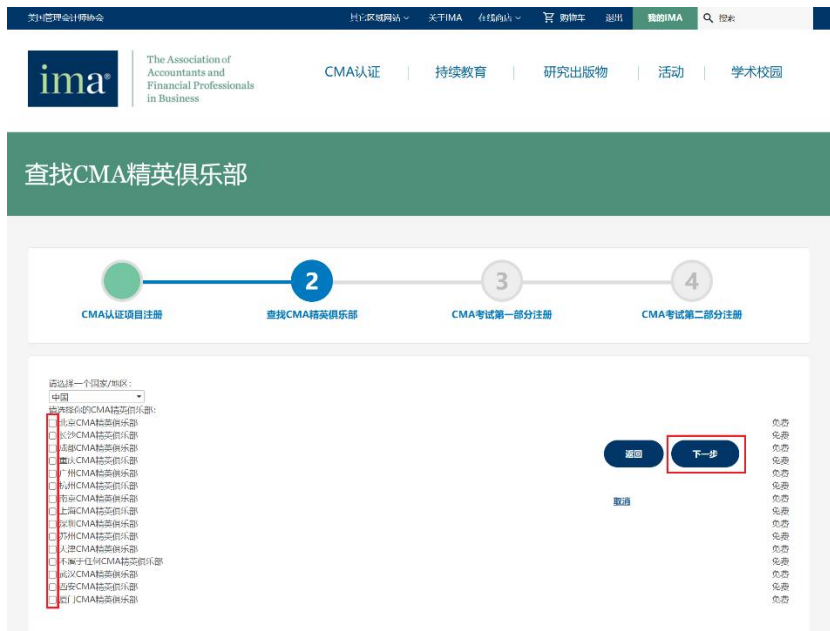 美国管理会计师协会
其它区域网站
关于IMA
在线商店
购物车
退出
我的IMA
搜索
ima®
The Association of
Accountants and
Financial Professionals
in Business
CMA认证
持续教育
研究出版物
活动
学术校园
查找CMA精英俱乐部
2
3
4
CMA认证项目注册
查找CMA精英俱乐部
CMA考试第一部分注册
CMA考试第二部分注册
请选择一个国家/地区:
中国
请选择你的CMA精英俱乐部:
北京CMA精英俱乐部 免费
长沙CMA精英俱乐部 免费
成都CMA精英俱乐部 免费
重庆CMA精英俱乐部 免费
广州CMA精英俱乐部 免费
杭州CMA精英俱乐部 免费
南京CMA精英俱乐部 免费
上海CMA精英俱乐部 免费
深圳CMA精英俱乐部 免费
苏州CMA精英俱乐部 免费
天津CMA精英俱乐部 免费
不属于任何CMA精英俱乐部 免费
武汉CMA精英俱乐部 免费
西安CMA精英俱乐部 免费
厦门CMA精英俱乐部 免费
返回
下一步
取消